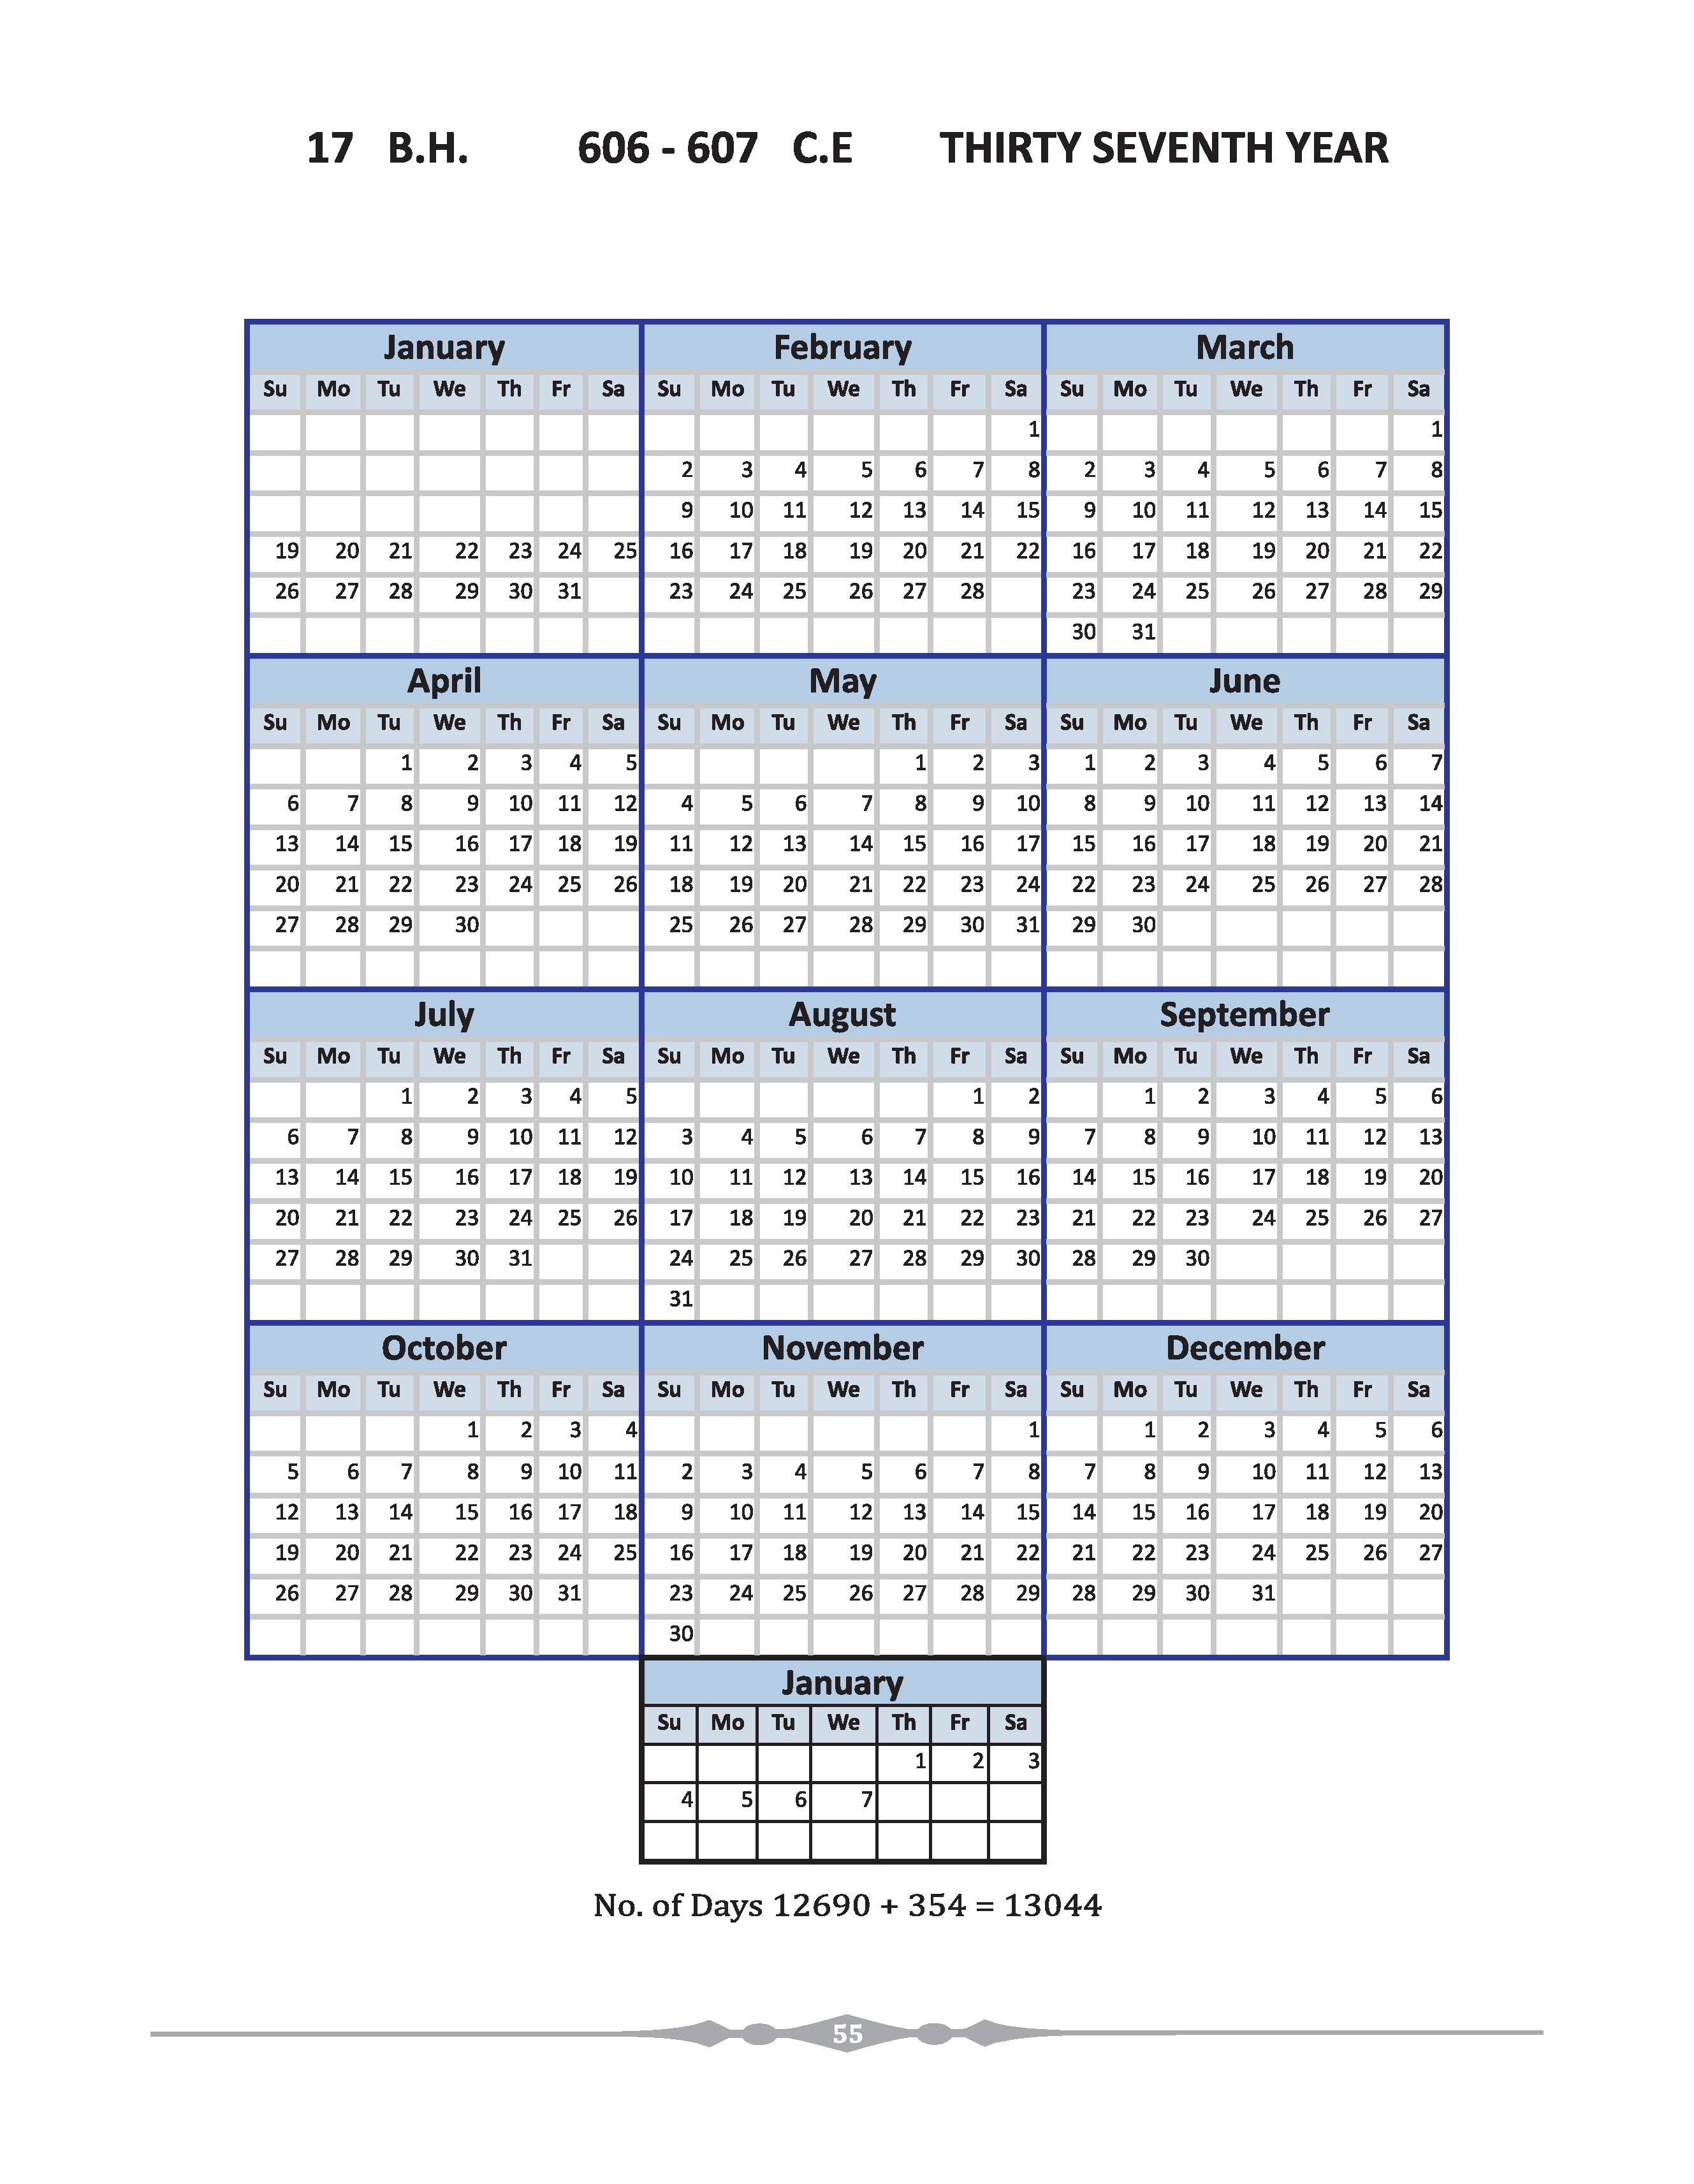 17 B.H. 606 - 607 C.E THIRTY SEVENTH YEAR
January
Su Mo Tu We Th Fr Sa
19 20 21 22 23 24 25
26 27 28 29 30 31
February
Su Mo Tu We Th Fr Sa
1
2 3 4 5 6 7 8
9 10 11 12 13 14 15
16 17 18 19 20 21 22
23 24 25 26 27 28
March
Su Mo Tu We Th Fr Sa
1
2 3 4 5 6 7 8
9 10 11 12 13 14 15
16 17 18 19 20 21 22
23 24 25 26 27 28 29
30 31
April
Su Mo Tu We Th Fr Sa
1 2 3 4 5
6 7 8 9 10 11 12
13 14 15 16 17 18 19
20 21 22 23 24 25 26
27 28 29 30
May
Su Mo Tu We Th Fr Sa
1 2 3
4 5 6 7 8 9 10
11 12 13 14 15 16 17
18 19 20 21 22 23 24
25 26 27 28 29 30 31
June
Su Mo Tu We Th Fr Sa
1 2 3 4 5 6 7
8 9 10 11 12 13 14
15 16 17 18 19 20 21
22 23 24 25 26 27 28
29 30
July
Su Mo Tu We Th Fr Sa
1 2 3 4 5
6 7 8 9 10 11 12
13 14 15 16 17 18 19
20 21 22 23 24 25 26
27 28 29 30 31
August
Su Mo Tu We Th Fr Sa
1 2
3 4 5 6 7 8 9
10 11 12 13 14 15 16
17 18 19 20 21 22 23
24 25 26 27 28 29 30
31
September
Su Mo Tu We Th Fr Sa
1 2 3 4 5 6
7 8 9 10 11 12 13
14 15 16 17 18 19 20
21 22 23 24 25 26 27
28 29 30
October
Su Mo Tu We Th Fr Sa
1 2 3 4
5 6 7 8 9 10 11
12 13 14 15 16 17 18
19 20 21 22 23 24 25
26 27 28 29 30 31
November
Su Mo Tu We Th Fr Sa
1
2 3 4 5 6 7 8
9 10 11 12 13 14 15
16 17 18 19 20 21 22
23 24 25 26 27 28 29
30
December
Su Mo Tu We Th Fr Sa
1 2 3 4 5 6
7 8 9 10 11 12 13
14 15 16 17 18 19 20
21 22 23 24 25 26 27
28 29 30 31
January
Su Mo Tu We Th Fr Sa
1 2 3
4 5 6 7
No. of Days 12690 + 354 = 13044
55